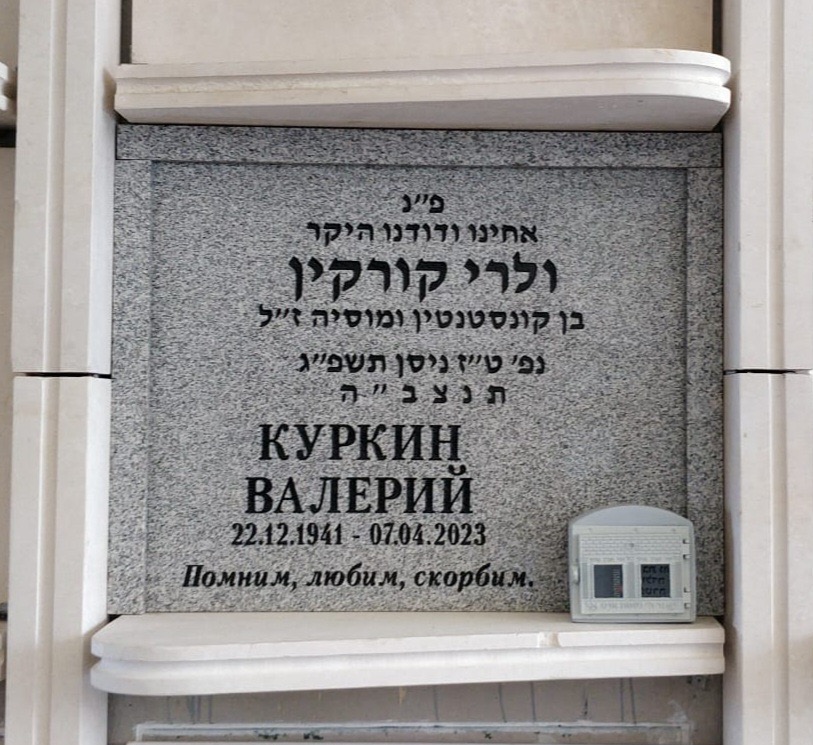 פ״נ
אחינו ודודנו היקר
ולרי קורקין
בן קונסטנטין ומוסיה ז״ל
נפ׳ ט״ז ניסן תשפ״ג
ת נ צ ב ״ ה
КУРКИН
ВАЛЕРИЙ
22.12.1941 - 07.04.2023
Помним, любим, скорбим.